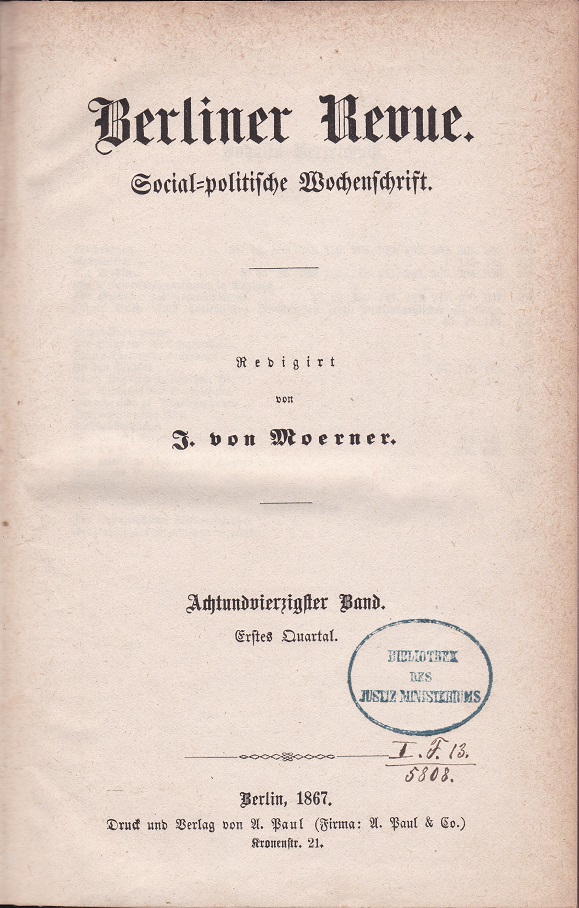 Berliner Revue.
Social=politische Wochenschrift.
Redigirt
von
J. von Moerner.
Achtundvierzigster Band.
Erstes Quartal.
BIBLIOTHEK
DES
JUSTIZ MINISTERIUMS
I. F. 13.
5808.
Berlin, 1867.
Druck und Verlag von A. Paul (Firma: A. Paul & Co.)
Kronenstr. 21.